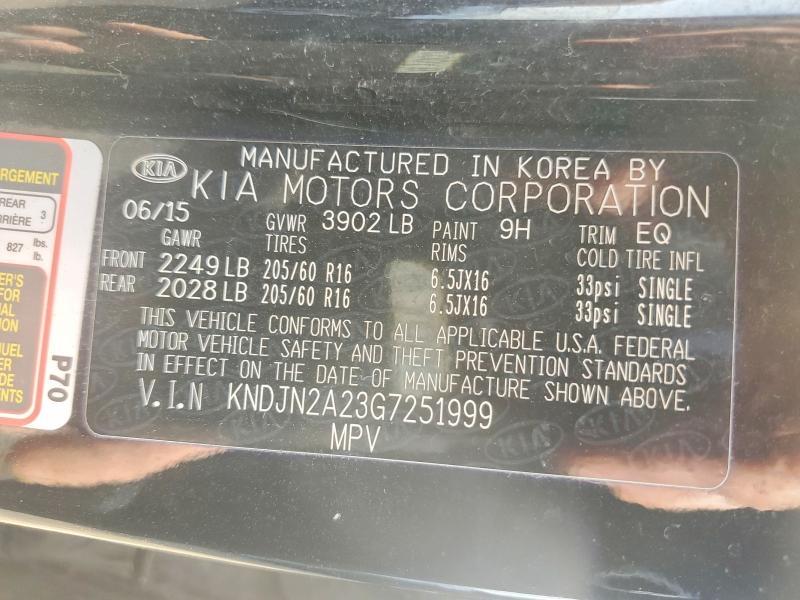 KIA
MANUFACTURED IN KOREA BY
KIA MOTORS CORPORATION
06/15 GVWR 3902 LB PAINT 9H TRIM EQ
GAWR TIRES RIMS COLD TIRE INFL
FRONT 2249 LB 205/60 R16 6.5JX16 33psi SINGLE
REAR 2028 LB 205/60 R16 6.5JX16 33psi SINGLE
THIS VEHICLE CONFORMS TO ALL APPLICABLE U.S.A. FEDERAL
MOTOR VEHICLE SAFETY AND THEFT PREVENTION STANDARDS
IN EFFECT ON THE DATE OF MANUFACTURE SHOWN ABOVE.
V.I.N KNDJN2A23G7251999
MPV
REAR 3
827 lbs.
P70